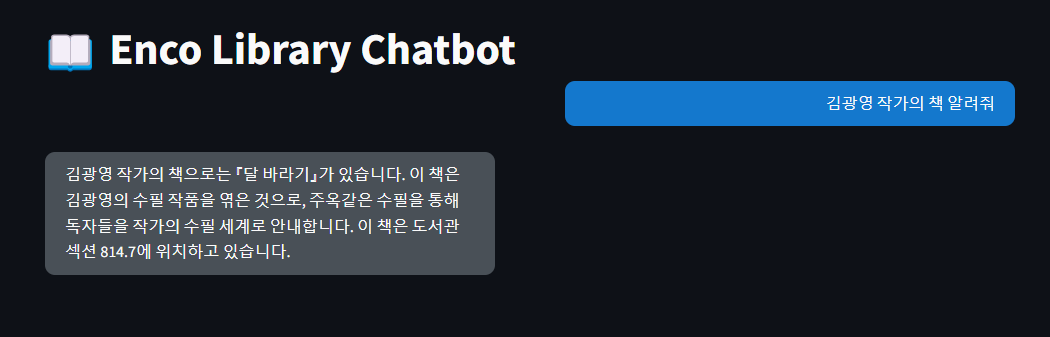 Enco Library Chatbot
김광영 작가의 책 알려줘
김광영 작가의 책으로는 『달 바라기』가 있습니다. 이 책은
김광영의 수필 작품을 엮은 것으로, 주옥같은 수필을 통해
독자들을 작가의 수필 세계로 안내합니다. 이 책은 도서관
섹션 814.7에 위치하고 있습니다.